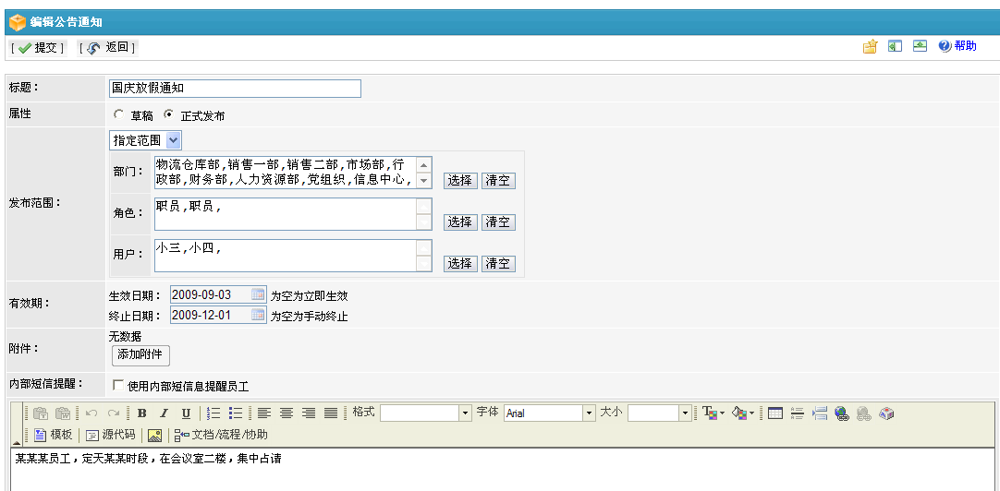 编辑公告通知
[ 提交 ] [ 返回 ] 帮助
标题： 国庆放假通知
属性 草稿 正式发布
发布范围： 指定范围
部门： 物流仓库部,销售一部,销售二部,市场部,行
政部,财务部,人力资源部,党组织,信息中心, 选择 清空
角色： 职员,职员, 选择 清空
用户： 小三,小四, 选择 清空
有效期： 生效日期： 2009-09-03 为空为立即生效
终止日期： 2009-12-01 为空为手动终止
附件： 无数据
添加附件
内部短信提醒： 使用内部短信息提醒员工
B I U 格式 字体 Arial 大小
模板 源代码 文档/流程/协助
某某某员工，定天某某时段，在会议室二楼，集中占请